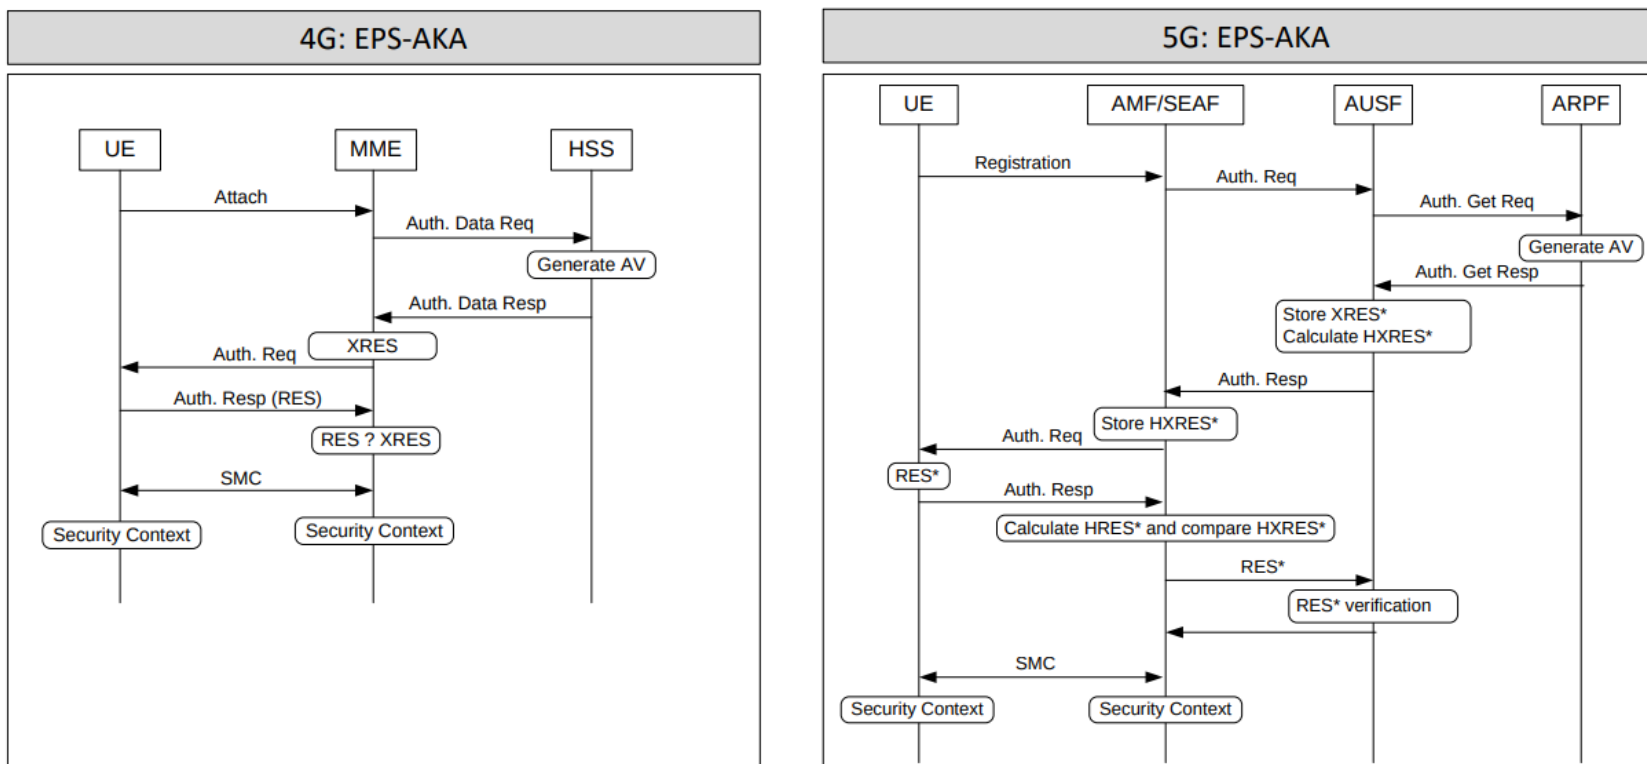 4G: EPS-AKA
UE
MME
HSS
Attach
Auth. Data Req
Generate AV
Auth. Data Resp
XRES
Auth. Req
Auth. Resp (RES)
RES ? XRES
SMC
Security Context
Security Context
5G: EPS-AKA
UE
AMF/SEAF
AUSF
ARPF
Registration
Auth. Req
Auth. Get Req
Generate AV
Auth. Get Resp
Store XRES*
Calculate HXRES*
Auth. Resp
Store HXRES*
Auth. Req
RES*
Auth. Resp
Calculate HRES* and compare HXRES*
RES*
RES* verification
SMC
Security Context
Security Context